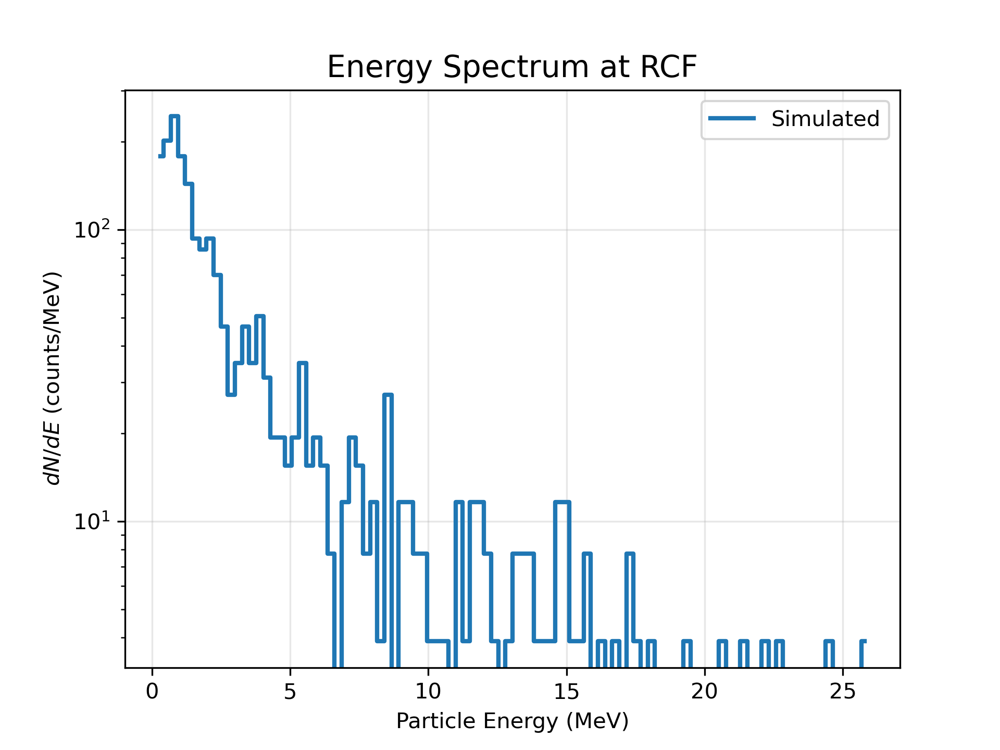 Energy Spectrum at RCF
Simulated
10²
10¹
dN/dE (counts/MeV)
0 5 10 15 20 25
Particle Energy (MeV)